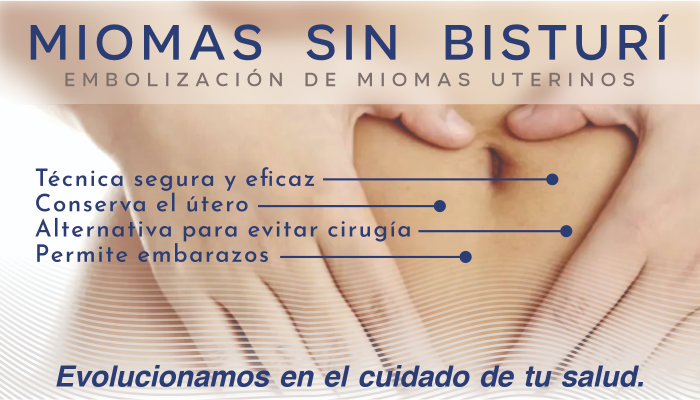 MIOMAS SIN BISTURÍ
EMBOLIZACIÓN DE MIOMAS UTERINOS
Técnica segura y eficaz
Conserva el útero
Alternativa para evitar cirugía
Permite embarazos
Evolucionamos en el cuidado de tu salud.